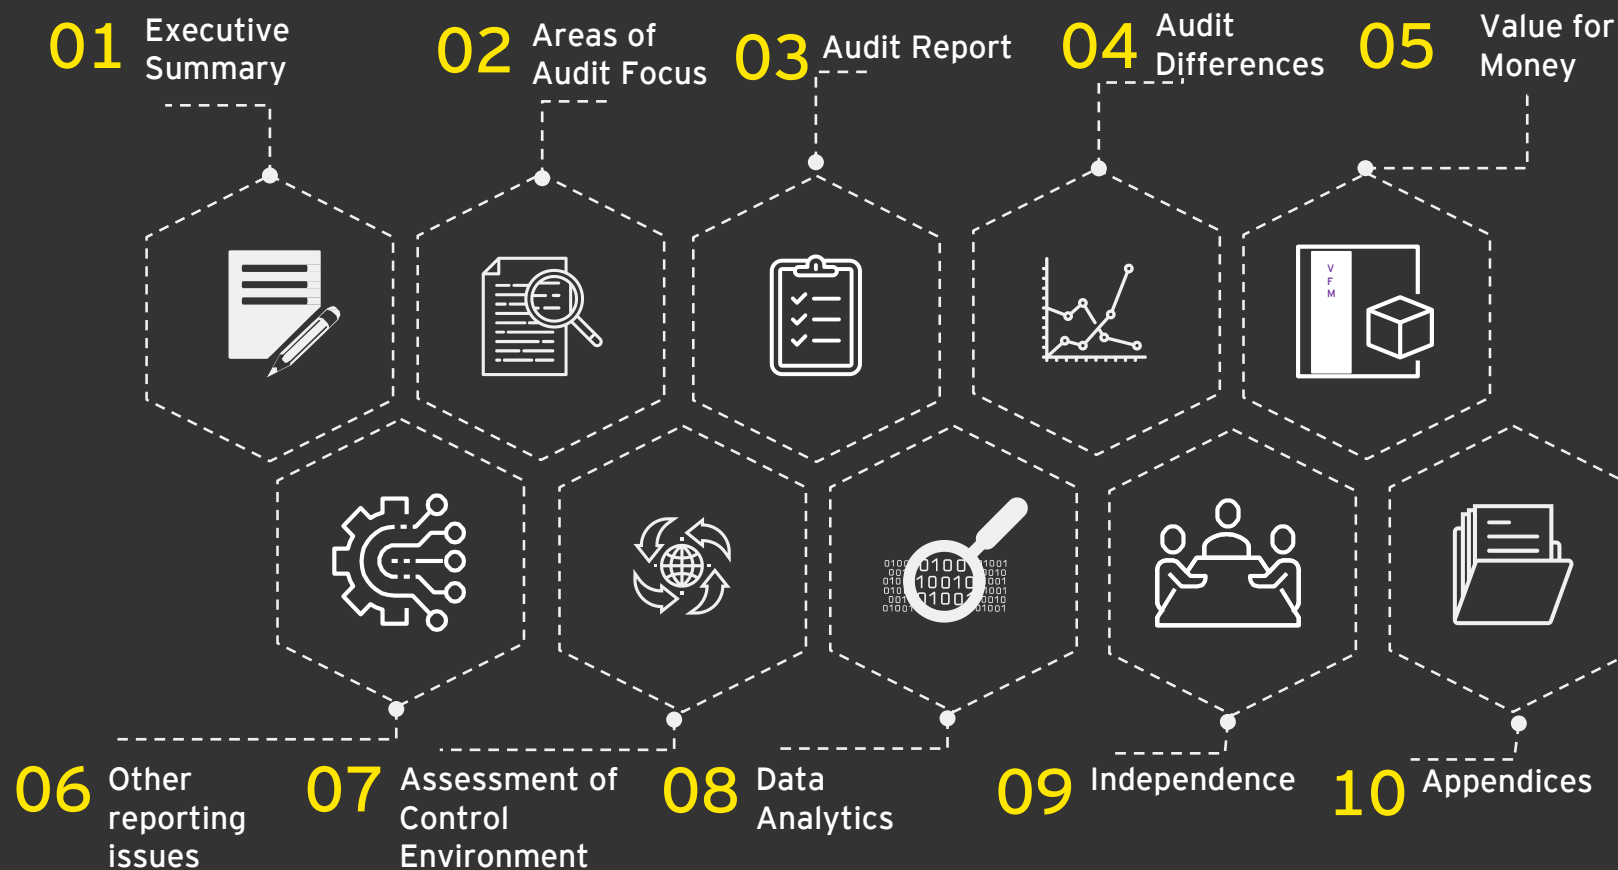 01 Executive
Summary
02 Areas of
Audit Focus
03 Audit Report
04 Audit
Differences
05 Value for
Money
V
F
M
06 Other
reporting
issues
07 Assessment of
Control
Environment
08 Data
Analytics
09 Independence
10 Appendices